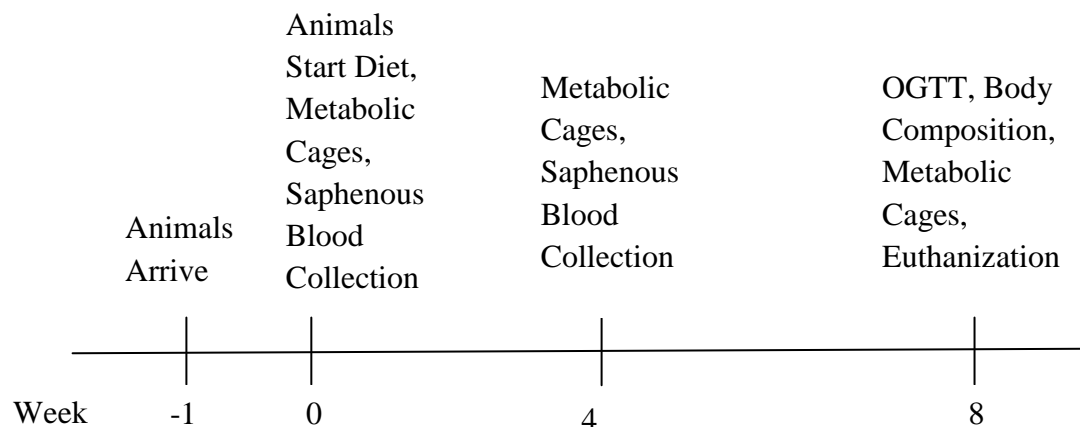 Animals
Arrive
Animals
Start Diet,
Metabolic
Cages,
Saphenous
Blood
Collection
Metabolic
Cages,
Saphenous
Blood
Collection
OGTT, Body
Composition,
Metabolic
Cages,
Euthanization
Week -1 0 4 8